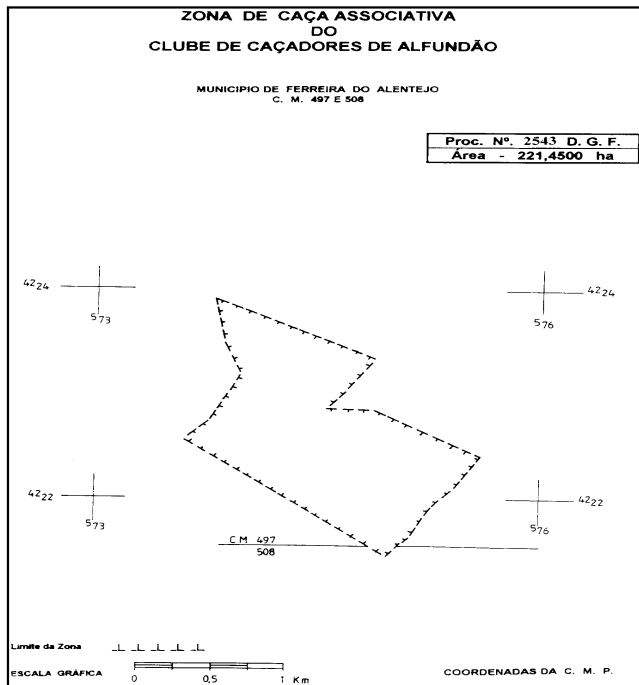 ZONA DE CAÇA ASSOCIATIVA
DO
CLUBE DE CAÇADORES DE ALFUNDÃO
MUNICIPIO DE FERREIRA DO ALENTEJO
C. M. 497 E 508
Proc. Nº. 2543 D. G. F.
Área - 221,4500 ha
4224
573
4224
576
4222
573
4222
576
CM 497
508
Limite da Zona
ESCALA GRÁFICA 0 0,5 1 Km
COORDENADAS DA C. M. P.